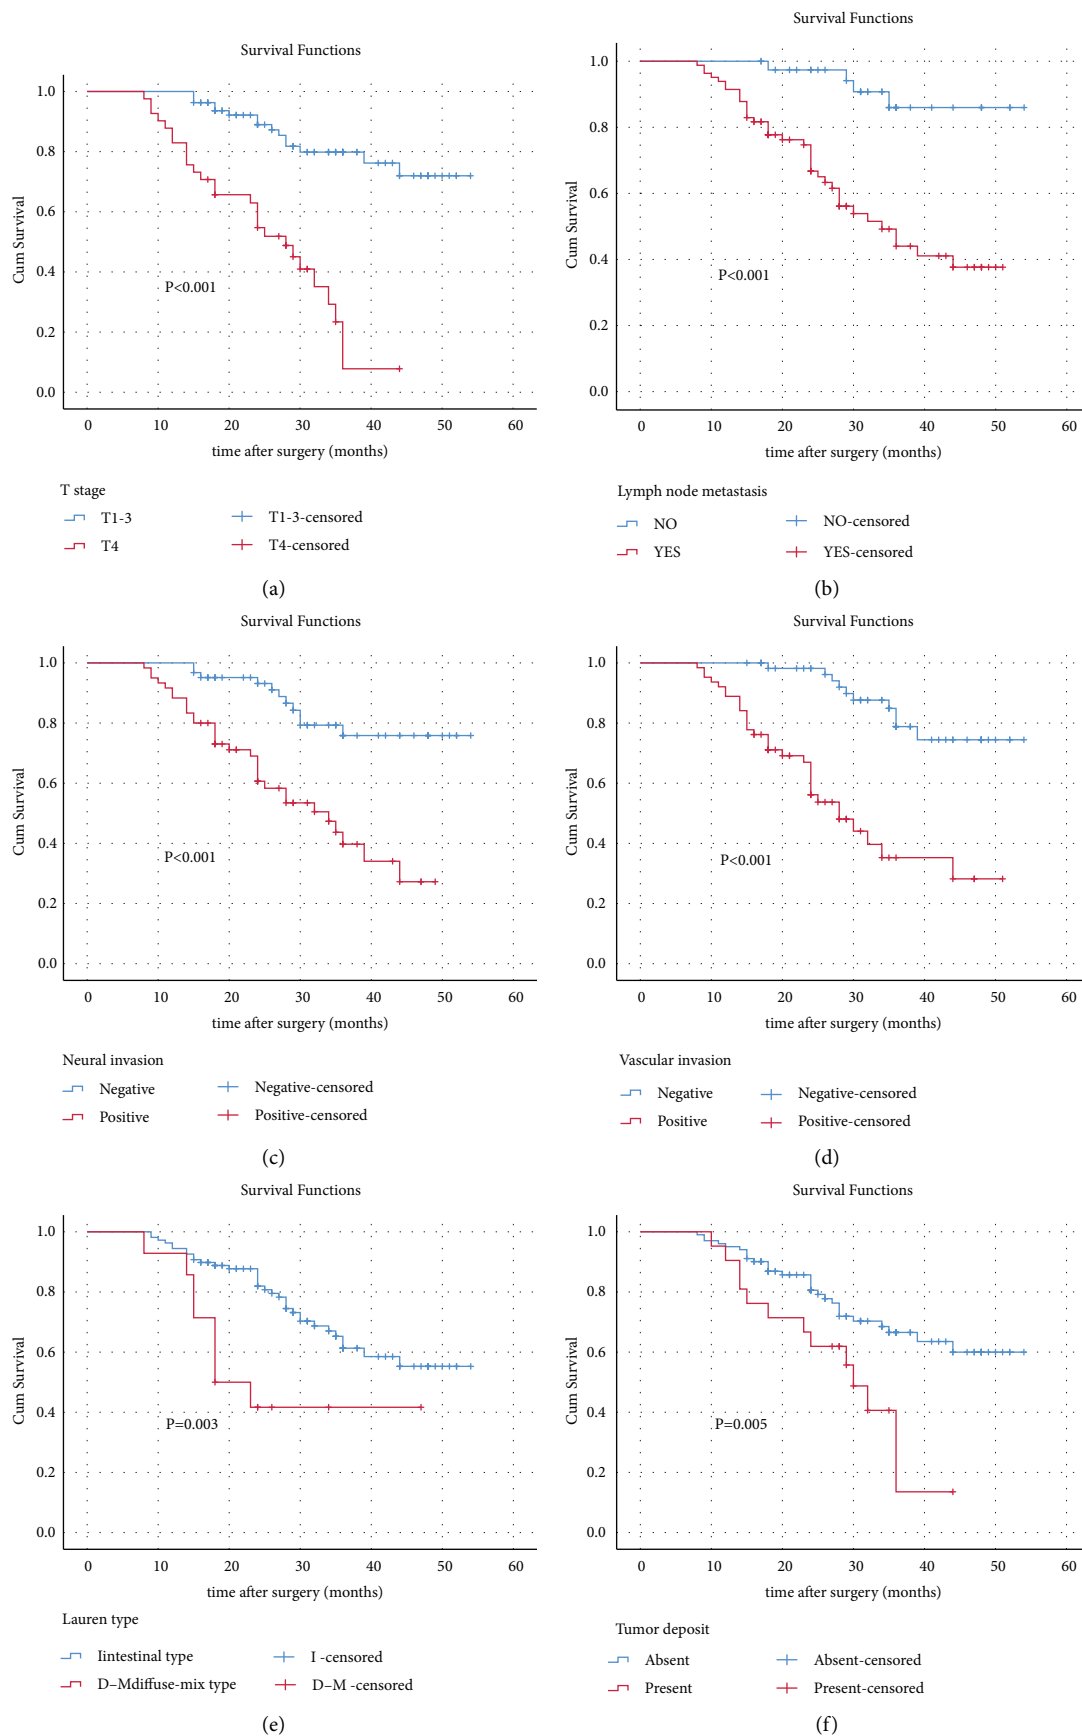 Survival Functions
1.0
0.8
0.6
0.4
0.2
0.0
Cum Survival
P<0.001
0 10 20 30 40 50 60
time after surgery (months)
T stage
T1-3 T1-3-censored
T4 T4-censored
(a)
Survival Functions
1.0
0.8
0.6
0.4
0.2
0.0
Cum Survival
P<0.001
0 10 20 30 40 50 60
time after surgery (months)
Lymph node metastasis
NO NO-censored
YES YES-censored
(b)
Survival Functions
1.0
0.8
0.6
0.4
0.2
0.0
Cum Survival
P<0.001
0 10 20 30 40 50 60
time after surgery (months)
Neural invasion
Negative Negative-censored
Positive Positive-censored
(c)
Survival Functions
1.0
0.8
0.6
0.4
0.2
0.0
Cum Survival
P<0.001
0 10 20 30 40 50 60
time after surgery (months)
Vascular invasion
Negative Negative-censored
Positive Positive-censored
(d)
Survival Functions
1.0
0.8
0.6
0.4
0.2
0.0
Cum Survival
P=0.003
0 10 20 30 40 50 60
time after surgery (months)
Lauren type
Iintestinal type I -censored
D–Mdiffuse-mix type D–M -censored
(e)
Survival Functions
1.0
0.8
0.6
0.4
0.2
0.0
Cum Survival
P=0.005
0 10 20 30 40 50 60
time after surgery (months)
Tumor deposit
Absent Absent-censored
Present Present-censored
(f)